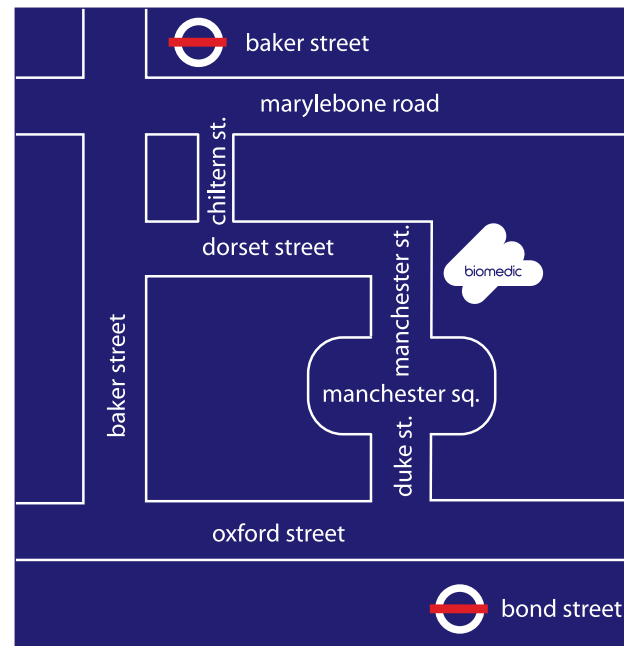 baker street
marylebone road
chiltern st.
dorset street
manchester st.
biomedic
baker street
manchester sq.
duke st.
oxford street
bond street